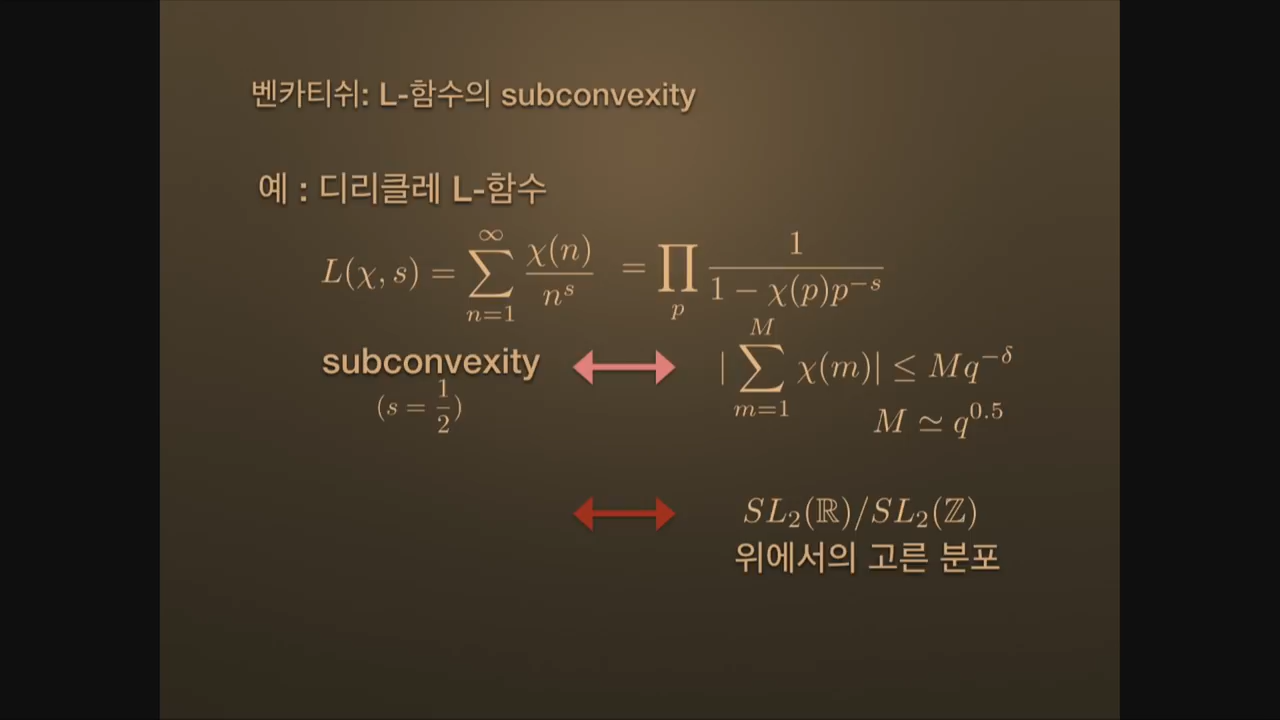 벤카티쉬: L-함수의 subconvexity
예 : 디리클레 L-함수
L(χ, s) = ∑_{n=1}^{∞} χ(n)/n^s = ∏_p 1/(1 − χ(p)p^{−s})
subconvexity ↔ |∑_{m=1}^{M} χ(m)| ≤ Mq^{−δ}
(s = 1/2) M ≃ q^{0.5}
↔ SL₂(ℝ)/SL₂(ℤ)
위에서의 고른 분포